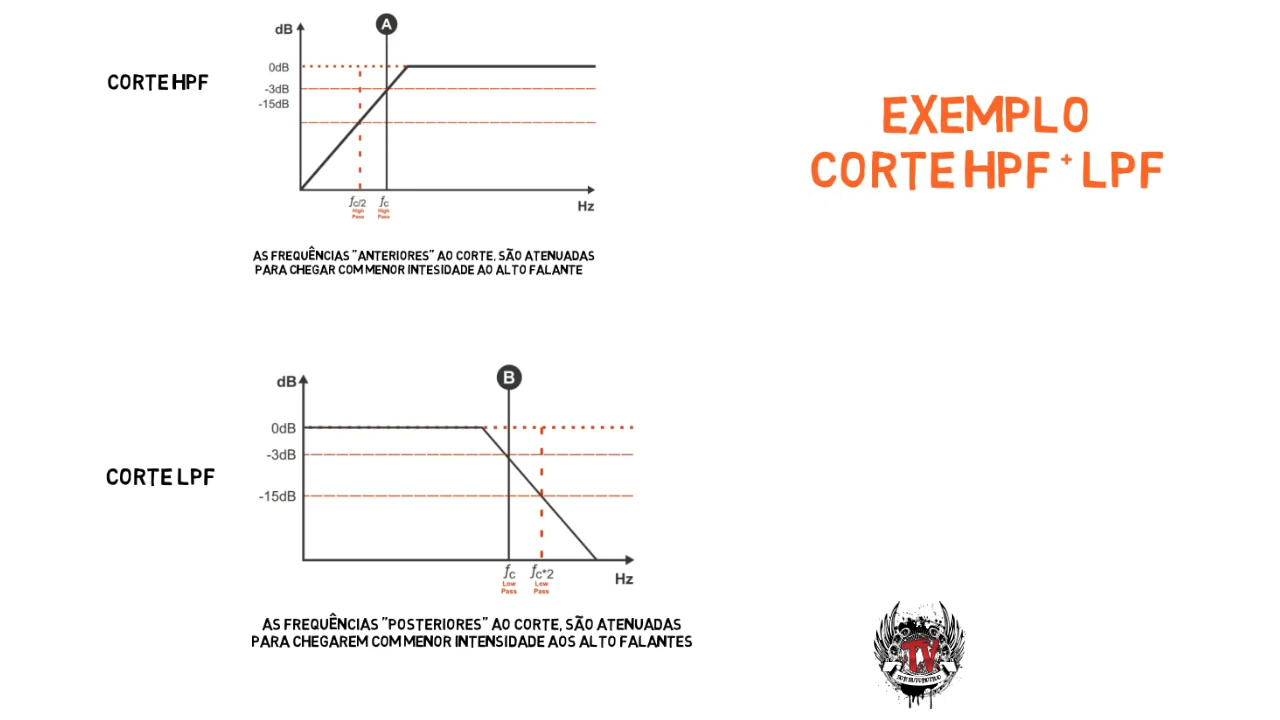 CORTE HPF
dB
A
0dB
-3dB
-15dB
fc/2
High
Pass
fc
High
Pass
Hz
AS FREQUÊNCIAS "ANTERIORES" AO CORTE, SÃO ATENUADAS
PARA CHEGAR COM MENOR INTESIDADE AO ALTO FALANTE
EXEMPLO
CORTE HPF + LPF
CORTE LPF
dB
B
0dB
-3dB
-15dB
fc
Low
Pass
fc*2
Low
Pass
Hz
AS FREQUÊNCIAS "POSTERIORES" AO CORTE, SÃO ATENUADAS
PARA CHEGAREM COM MENOR INTENSIDADE AOS ALTO FALANTES
TV
SOM AUTOMOTIVO